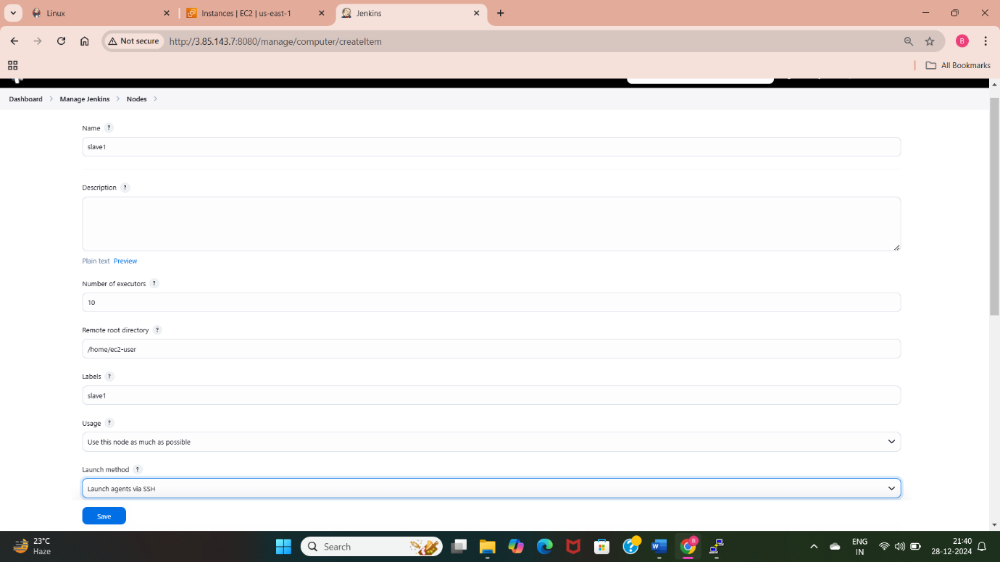 Linux
Instances | EC2 | us-east-1
Jenkins
Not secure
http://3.85.143.7:8080/manage/computer/createItem
B
All Bookmarks
Dashboard
Manage Jenkins
Nodes
Name ?
slave1
Description ?
Plain text Preview
Number of executors ?
10
Remote root directory ?
/home/ec2-user
Labels ?
slave1
Usage ?
Use this node as much as possible
Launch method ?
Launch agents via SSH
Save
23°C
Haze
Search
ENG
IN
21:40
28-12-2024